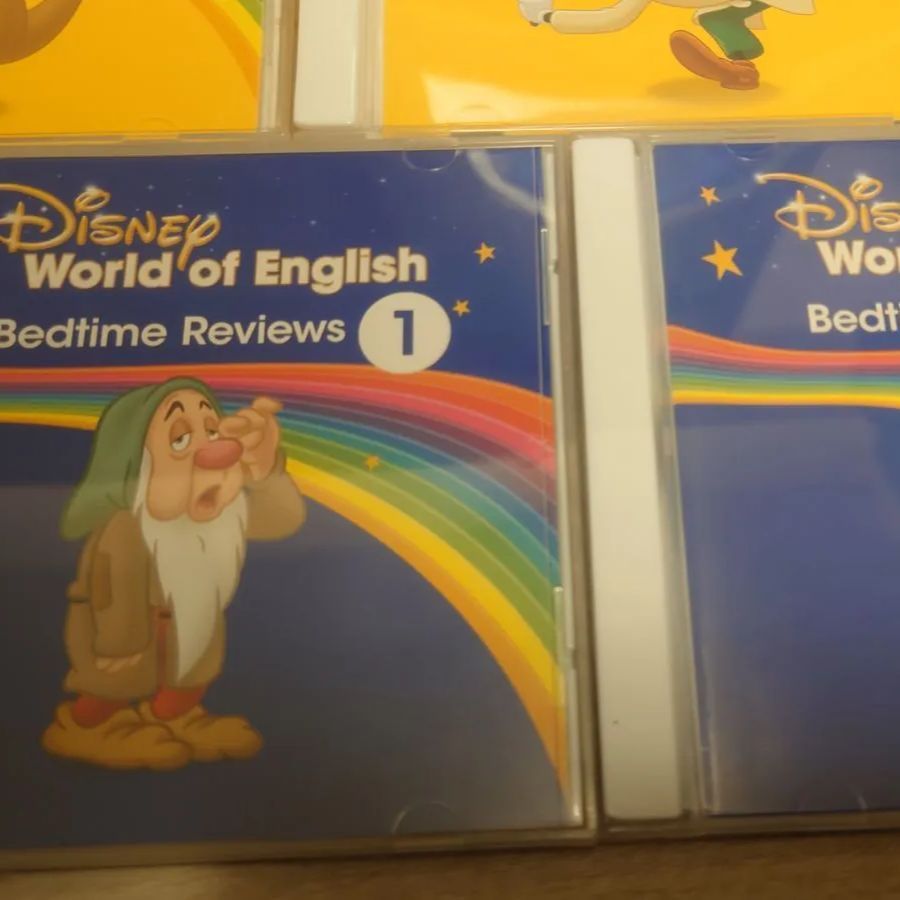 Disney
World of English
Bedtime Reviews 1